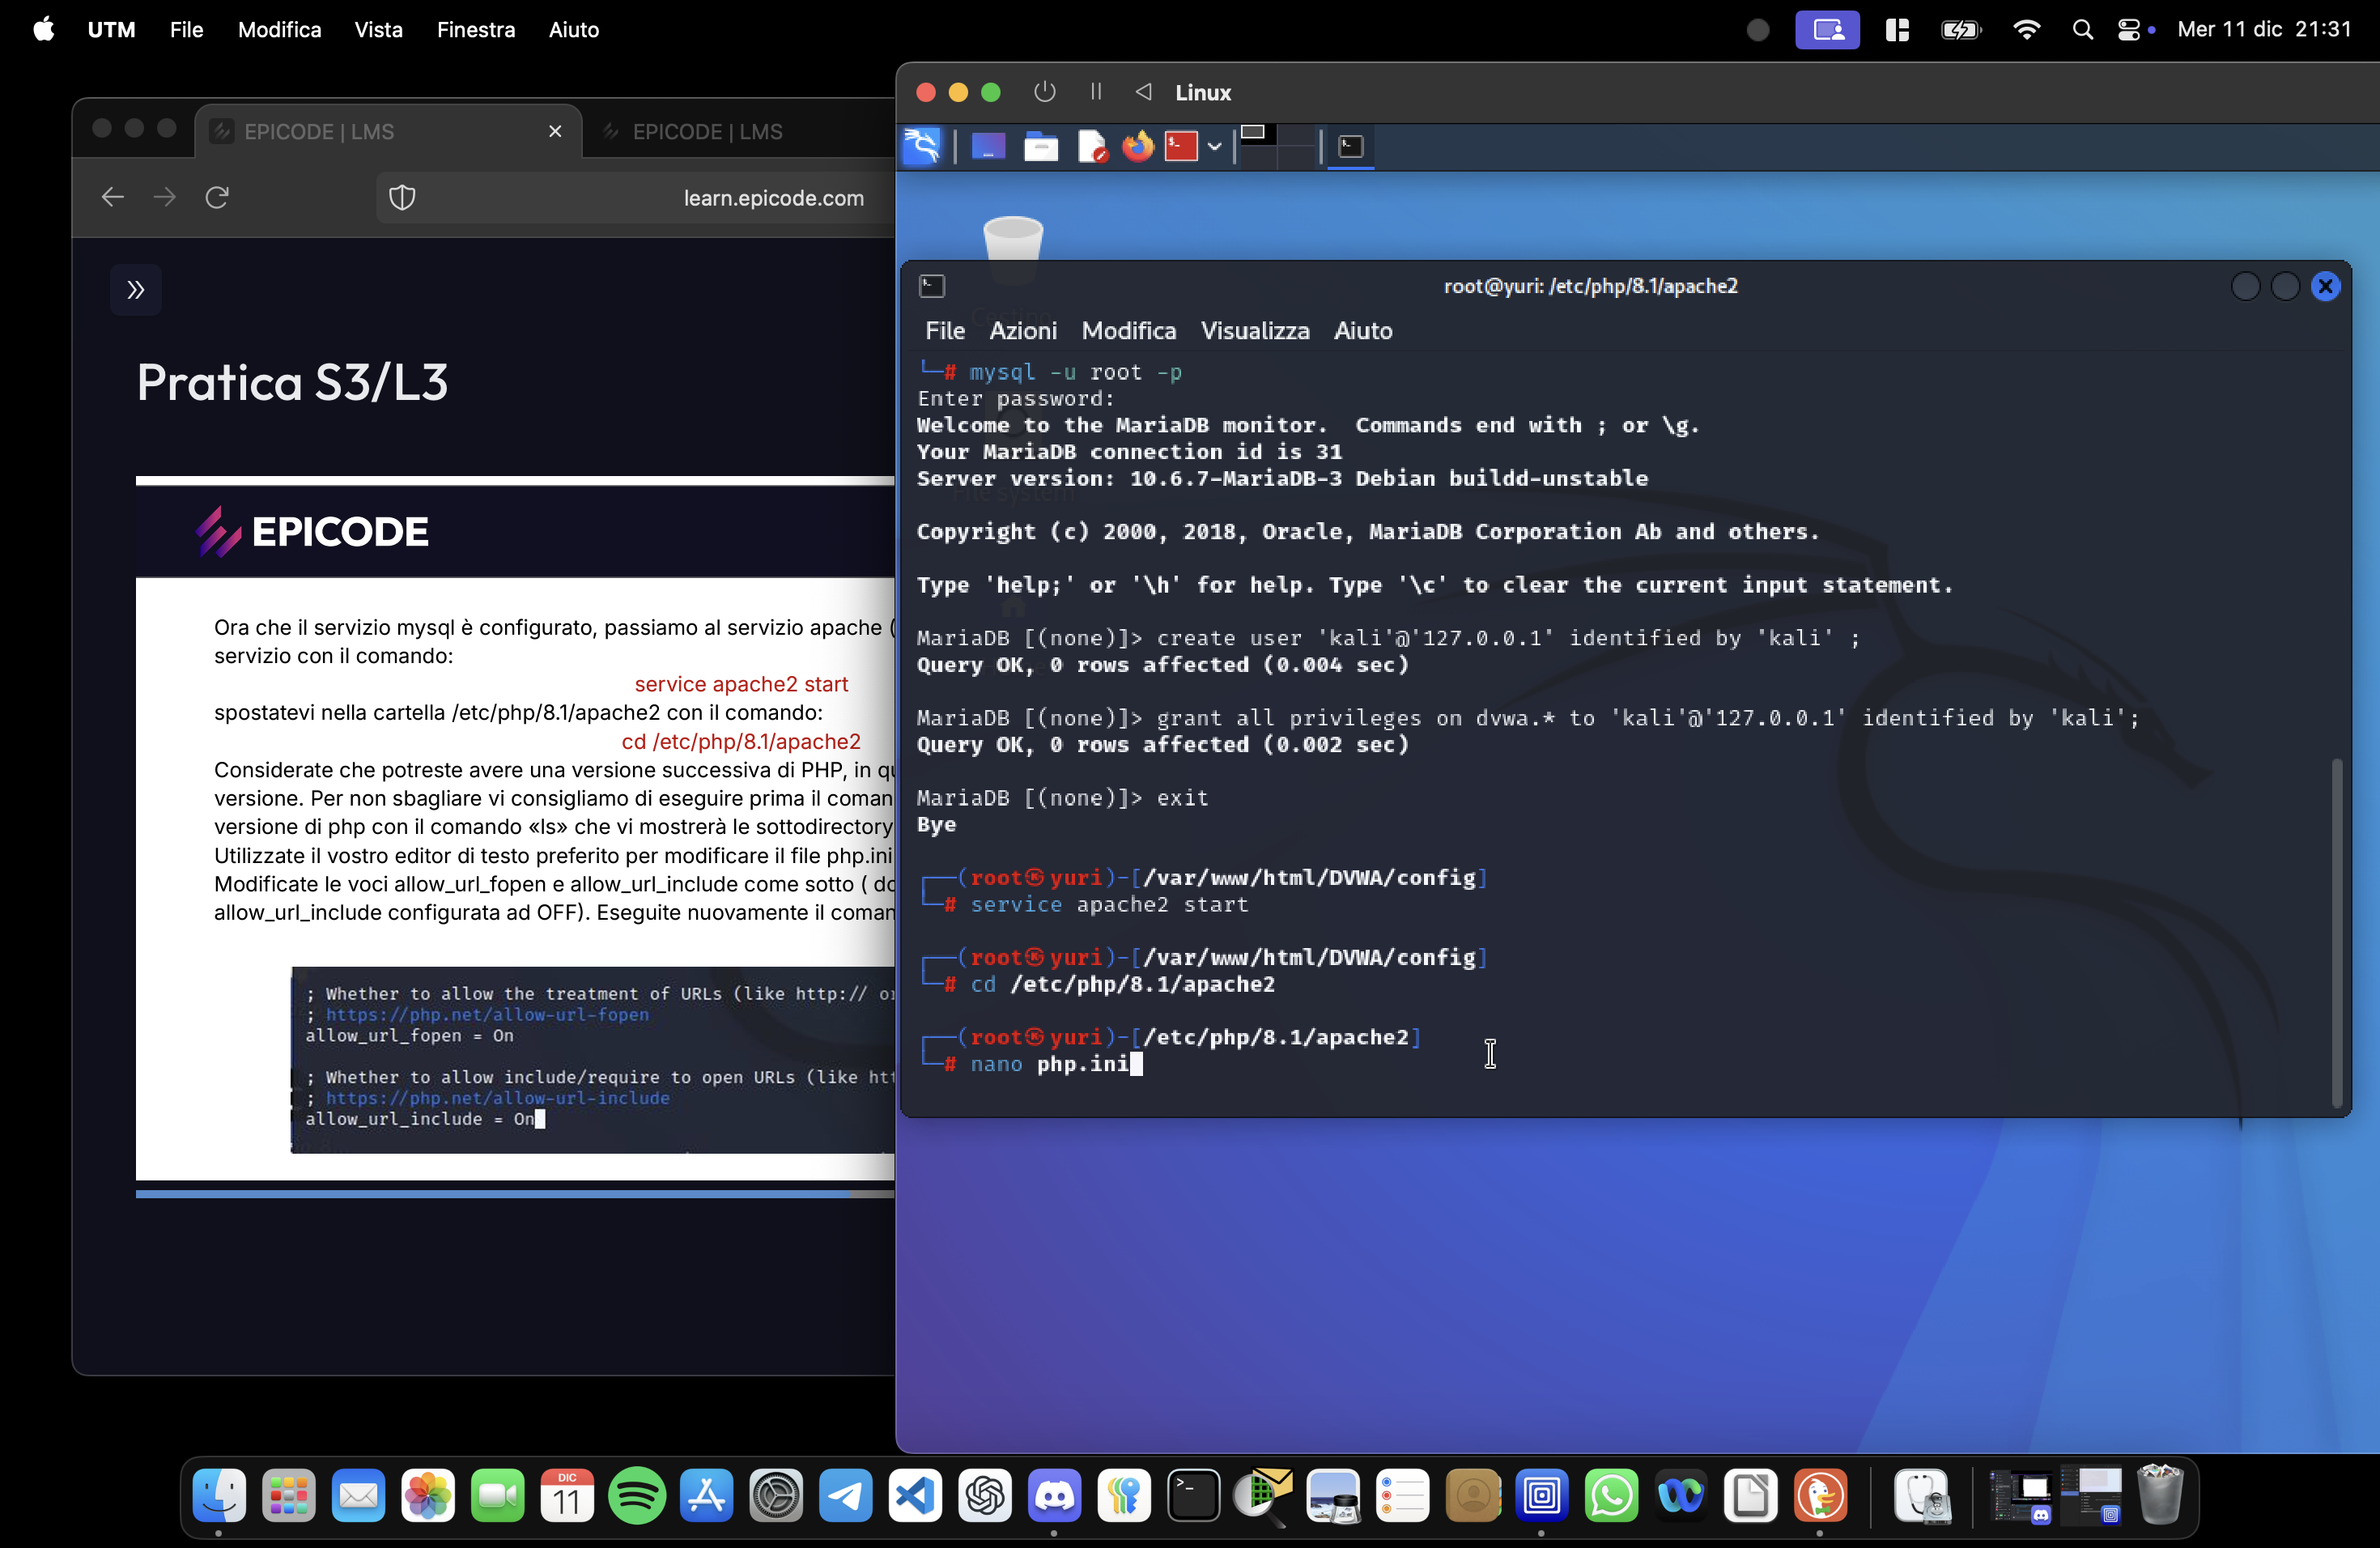 UTM File Modifica Vista Finestra Aiuto
Mer 11 dic 21:31
EPICODE | LMS
EPICODE | LMS
learn.epicode.com
Pratica S3/L3
EPICODE
Ora che il servizio mysql è configurato, passiamo al servizio apache (
servizio con il comando:
service apache2 start
spostatevi nella cartella /etc/php/8.1/apache2 con il comando:
cd /etc/php/8.1/apache2
Considerate che potreste avere una versione successiva di PHP, in qu
versione. Per non sbagliare vi consigliamo di eseguire prima il coman
versione di php con il comando «ls» che vi mostrerà le sottodirectory
Utilizzate il vostro editor di testo preferito per modificare il file php.ini
Modificate le voci allow_url_fopen e allow_url_include come sotto ( do
allow_url_include configurata ad OFF). Eseguite nuovamente il coman
; Whether to allow the treatment of URLs (like http:// or
; https://php.net/allow-url-fopen
allow_url_fopen = On
; Whether to allow include/require to open URLs (like htt
; https://php.net/allow-url-include
allow_url_include = On
Linux
root@yuri: /etc/php/8.1/apache2
File Azioni Modifica Visualizza Aiuto
└─# mysql -u root -p
Enter password:
Welcome to the MariaDB monitor.  Commands end with ; or \g.
Your MariaDB connection id is 31
Server version: 10.6.7-MariaDB-3 Debian buildd-unstable
File system
Copyright (c) 2000, 2018, Oracle, MariaDB Corporation Ab and others.
Type 'help;' or '\h' for help. Type '\c' to clear the current input statement.
MariaDB [(none)]> create user 'kali'@'127.0.0.1' identified by 'kali' ;
Query OK, 0 rows affected (0.004 sec)
MariaDB [(none)]> grant all privileges on dvwa.* to 'kali'@'127.0.0.1' identified by 'kali';
Query OK, 0 rows affected (0.002 sec)
MariaDB [(none)]> exit
Bye
┌──(root㉿yuri)-[/var/www/html/DVWA/config]
└─# service apache2 start
┌──(root㉿yuri)-[/var/www/html/DVWA/config]
└─# cd /etc/php/8.1/apache2
┌──(root㉿yuri)-[/etc/php/8.1/apache2]
└─# nano php.ini
DIC
11